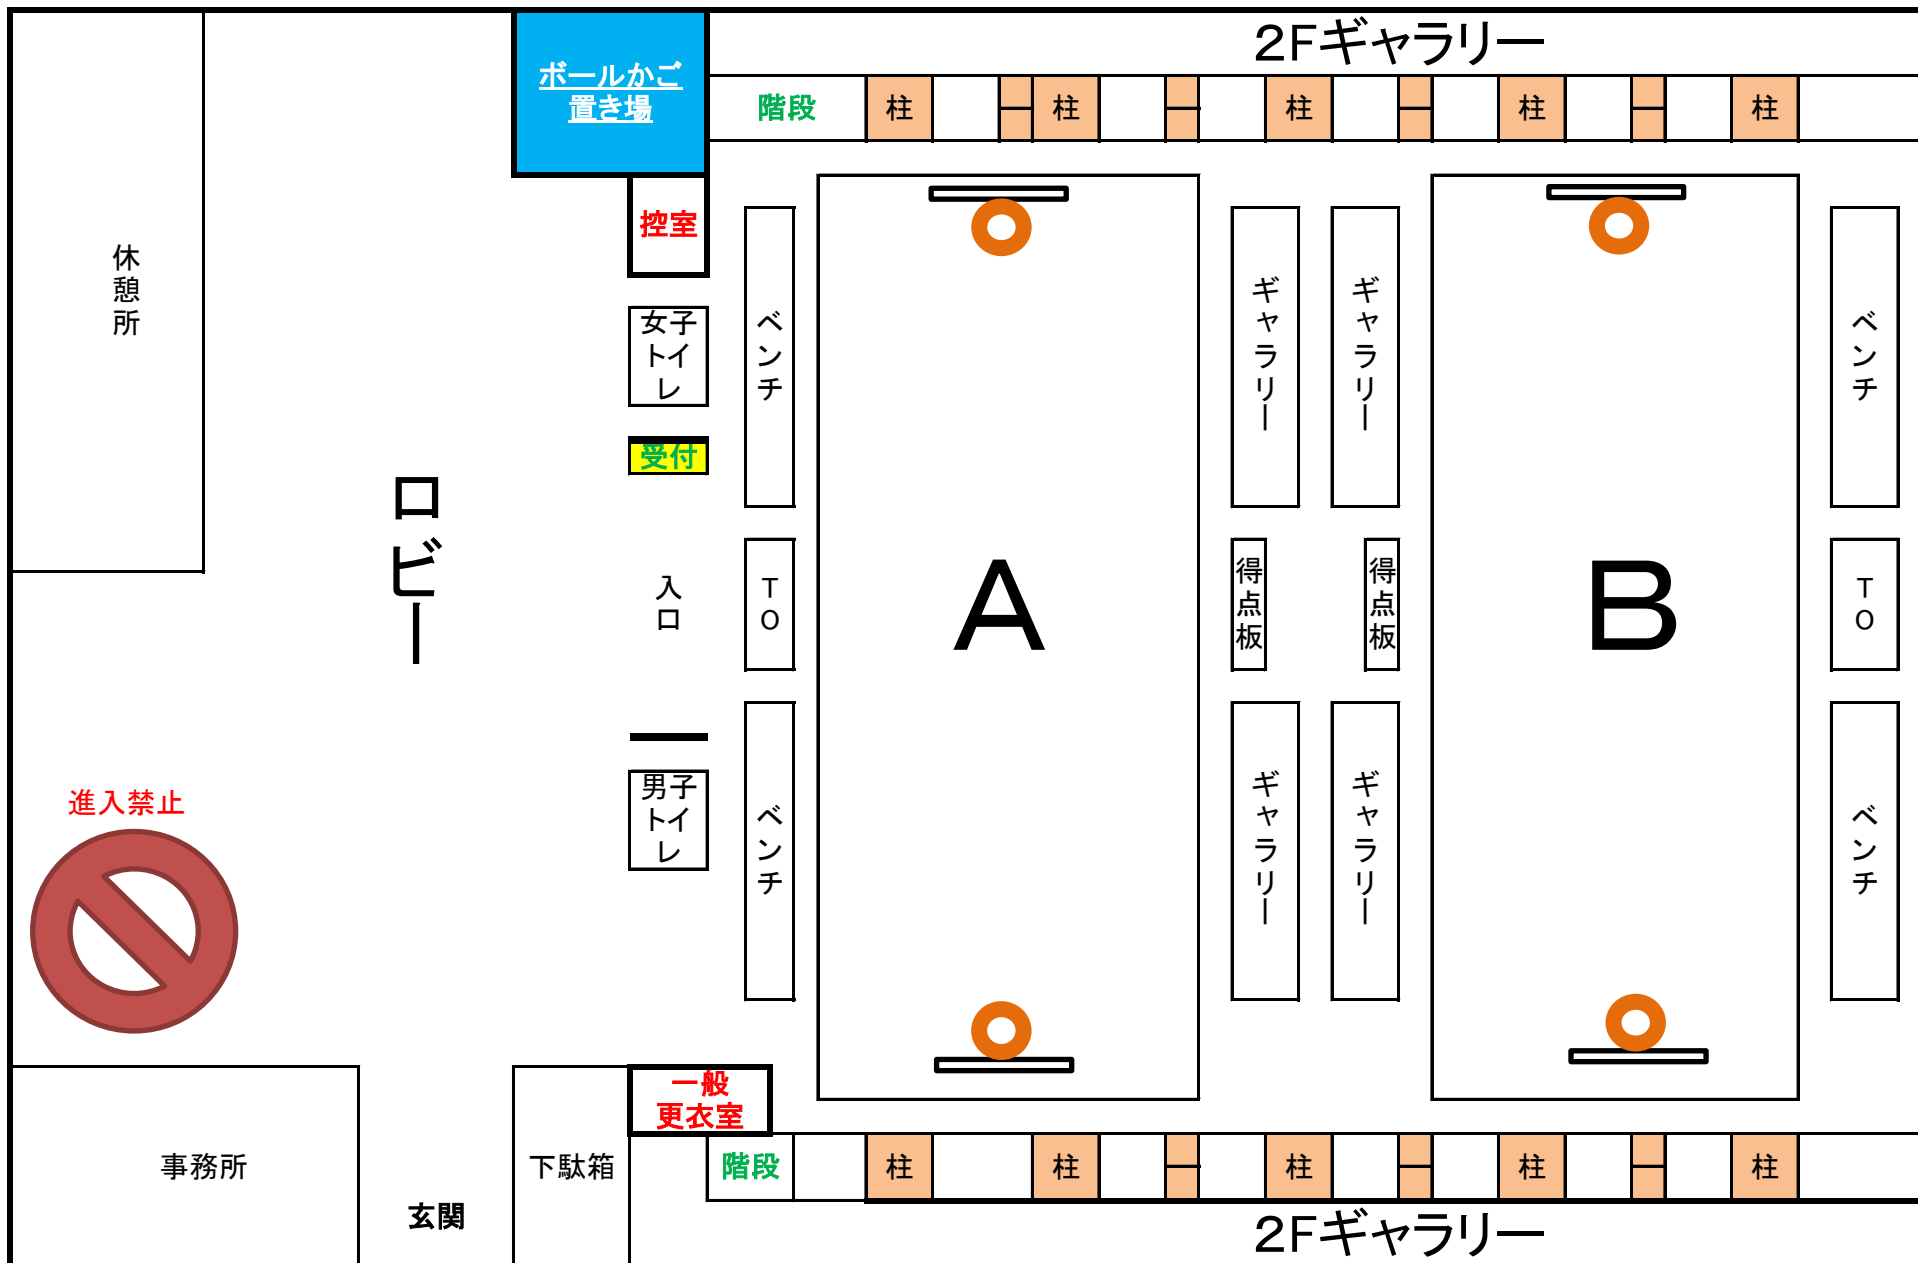 2Fギャラリー
ボールかご
置き場
階段
柱
柱
柱
柱
柱
控室
休憩所
女子
トイ
レ
ベンチ
ギャラリー
ギャラリー
ベンチ
受付
ロビー
入口
TO
A
得点板
得点板
B
TO
進入禁止
男子
トイ
レ
ベンチ
ギャラリー
ギャラリー
ベンチ
一般
更衣室
事務所
玄関
下駄箱
階段
柱
柱
柱
柱
柱
2Fギャラリー